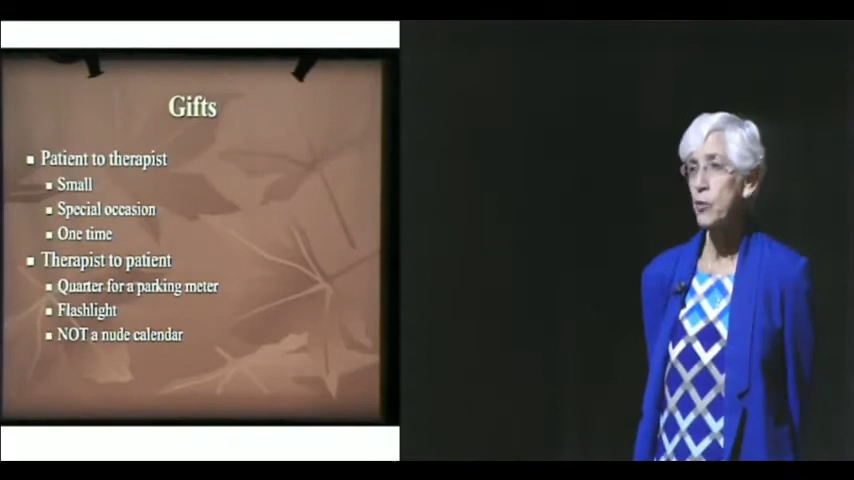 Gifts
Patient to therapist
Small
Special occasion
One time
Therapist to patient
Quarter for a parking meter
Flashlight
NOT a nude calendar